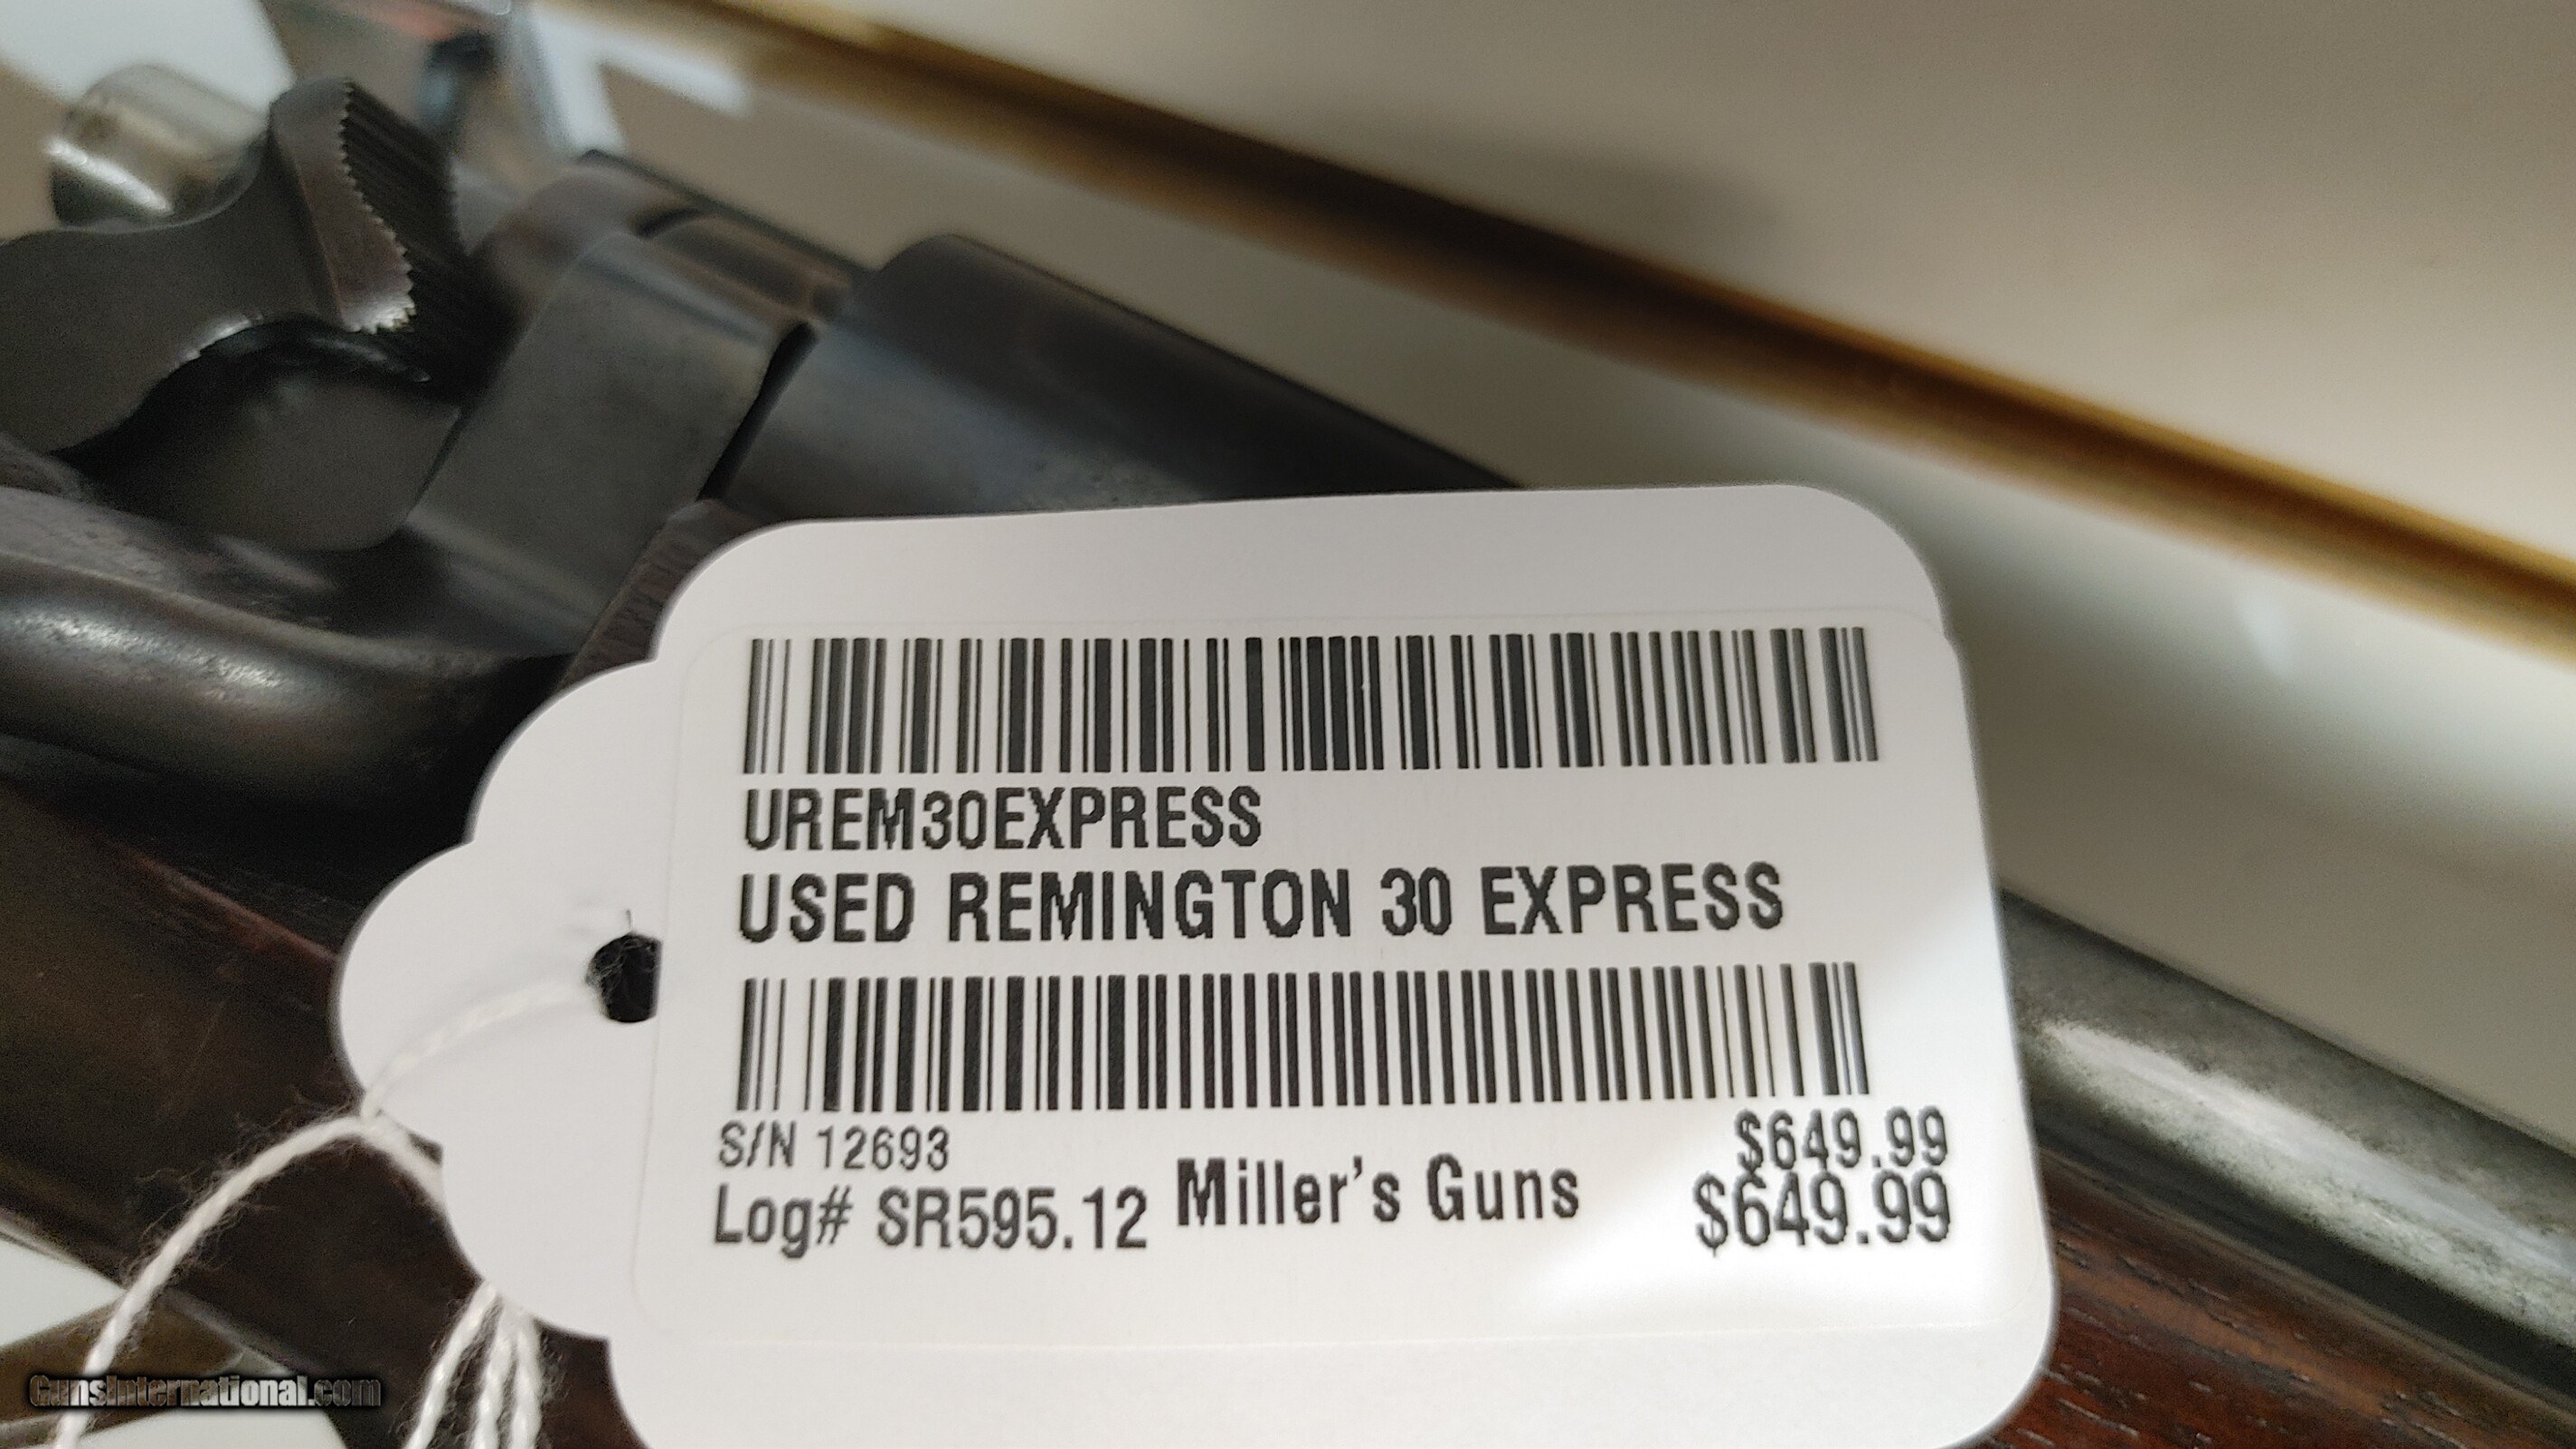 UREM30EXPRESS
USED REMINGTON 30 EXPRESS
S/N 12693
$649.99
Log# SR595.12 Miller's Guns $649.99
GunsInternational.com